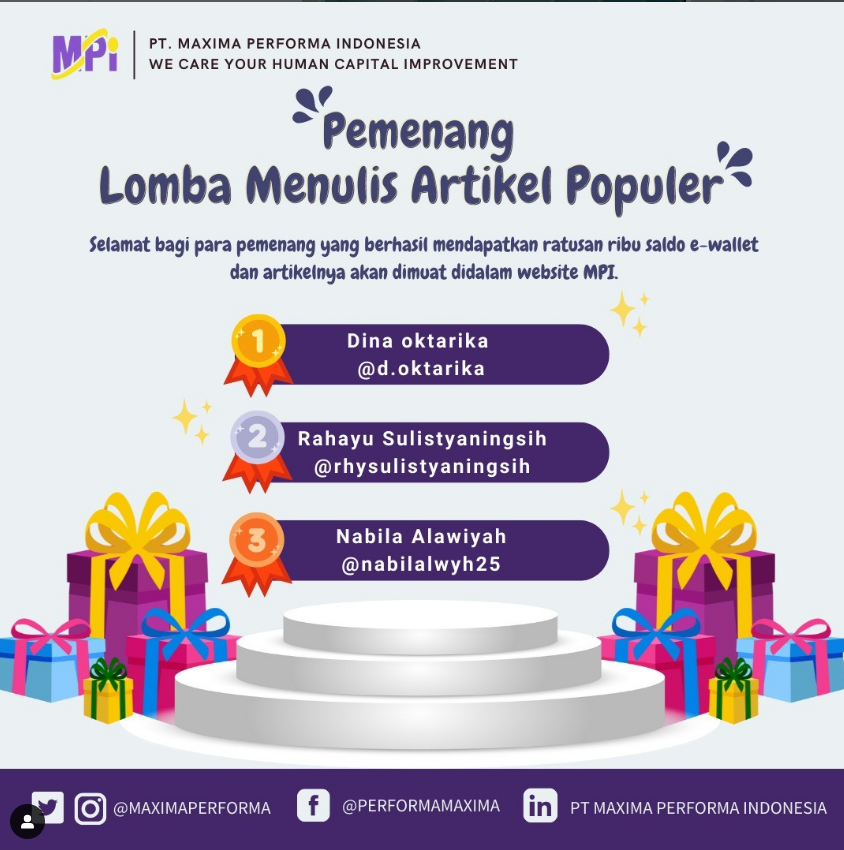 MPi
PT. MAXIMA PERFORMA INDONESIA
WE CARE YOUR HUMAN CAPITAL IMPROVEMENT
Pemenang
Lomba Menulis Artikel Populer
Selamat bagi para pemenang yang berhasil mendapatkan ratusan ribu saldo e-wallet
dan artikelnya akan dimuat didalam website MPI.
1
Dina oktarika
@d.oktarika
2
Rahayu Sulistyaningsih
@rhysulistyaningsih
3
Nabila Alawiyah
@nabilalwyh25
@MAXIMAPERFORMA
f
@PERFORMAMAXIMA
in
PT MAXIMA PERFORMA INDONESIA